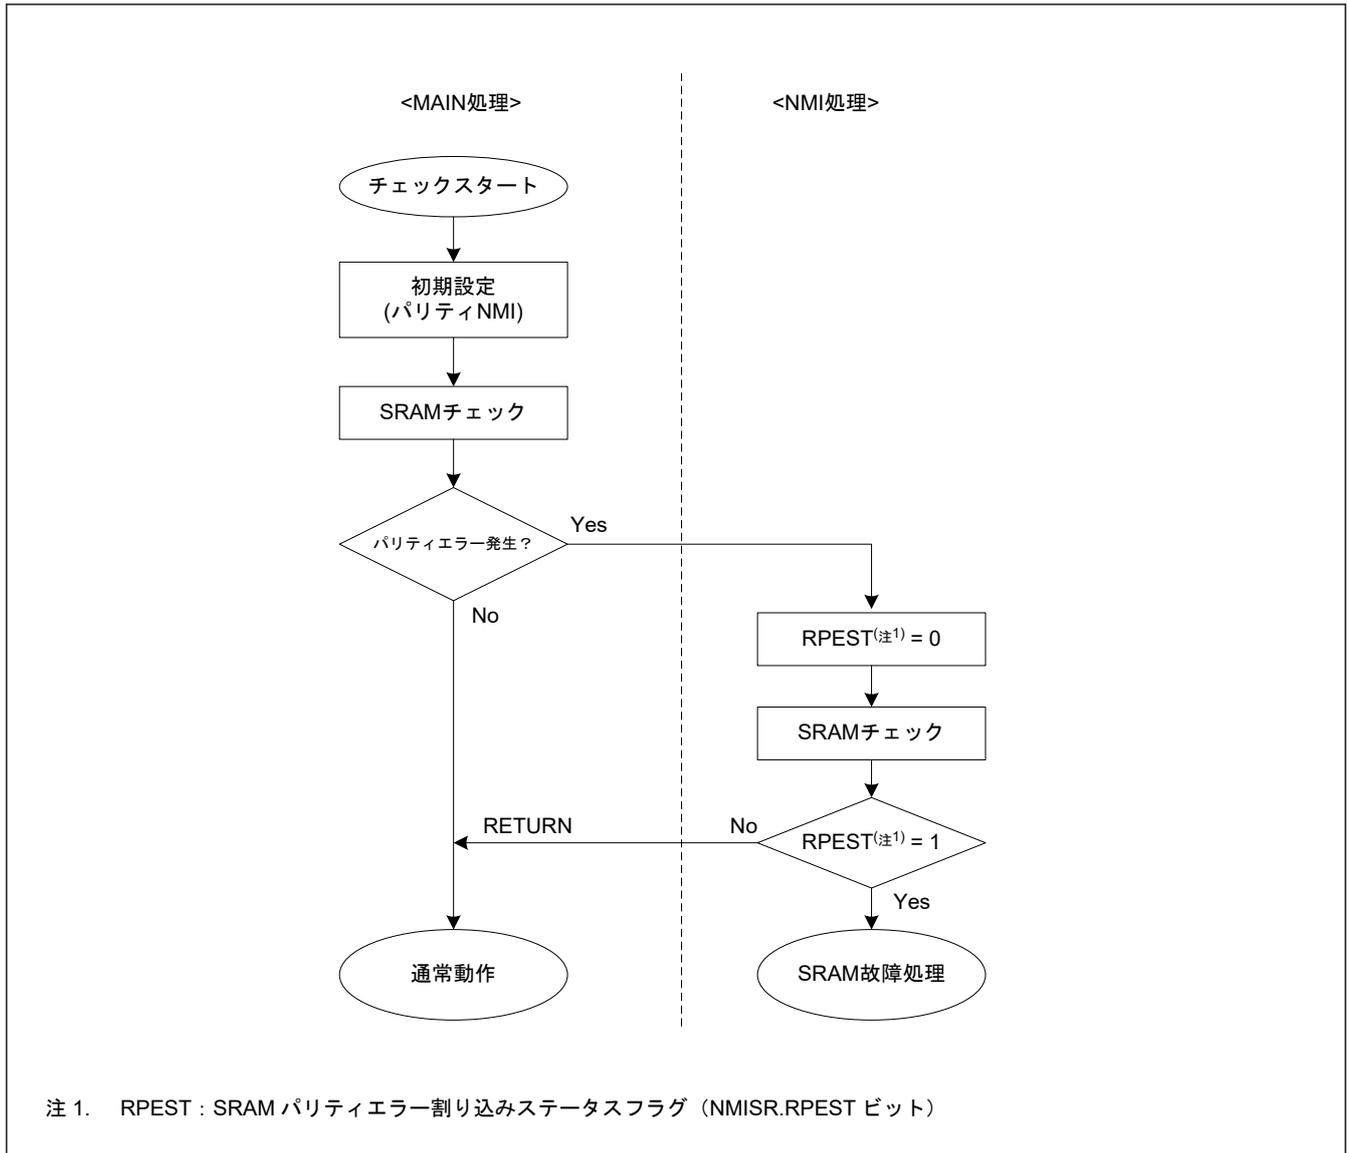 <MAIN処理>
<NMI処理>
チェックスタート
初期設定
(パリティNMI)
SRAMチェック
パリティエラー発生？
Yes
No
RPEST(注1) = 0
SRAMチェック
RPEST(注1) = 1
No
RETURN
Yes
通常動作
SRAM故障処理
注 1. RPEST：SRAM パリティエラー割り込みステータスフラグ（NMISR.RPEST ビット）